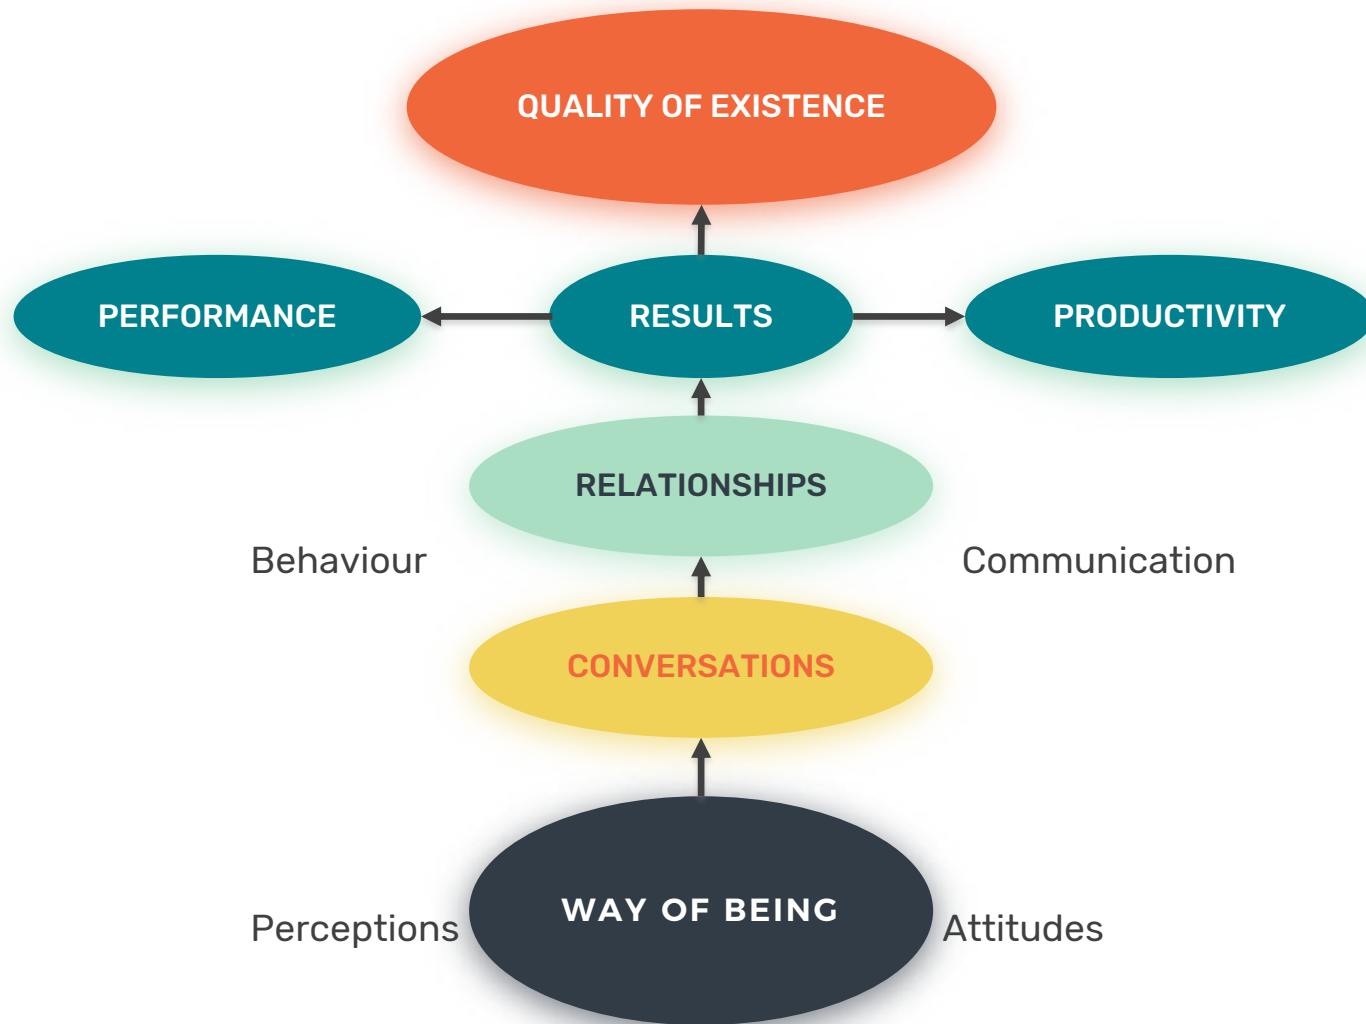 QUALITY OF EXISTENCE
PERFORMANCE
RESULTS
PRODUCTIVITY
RELATIONSHIPS
Behaviour
Communication
CONVERSATIONS
WAY OF BEING
Perceptions
Attitudes